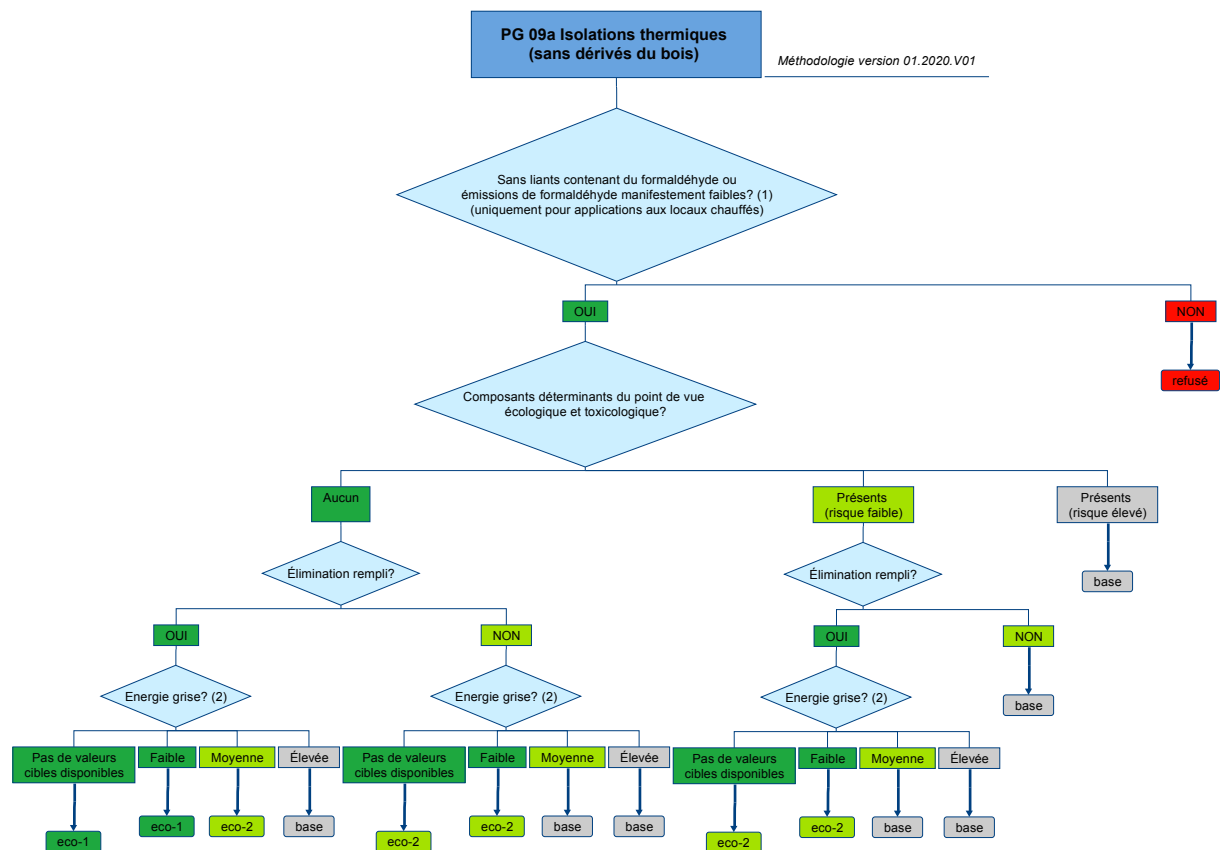 PG 09a Isolations thermiques
(sans dérivés du bois)
Méthodologie version 01.2020.V01
Sans liants contenant du formaldéhyde ou
émissions de formaldéhyde manifestement faibles? (1)
(uniquement pour applications aux locaux chauffés)
OUI
NON
refusé
Composants déterminants du point de vue
écologique et toxicologique?
Aucun
Présents
(risque faible)
Présents
(risque élevé)
Élimination rempli?
Élimination rempli?
base
OUI
NON
OUI
NON
Energie grise? (2)
Energie grise? (2)
Energie grise? (2)
base
Pas de valeurs
cibles disponibles
Faible
Moyenne
Élevée
Pas de valeurs
cibles disponibles
Faible
Moyenne
Élevée
Pas de valeurs
cibles disponibles
Faible
Moyenne
Élevée
eco-1
eco-1
eco-2
base
eco-2
eco-2
base
base
eco-2
eco-2
base
base